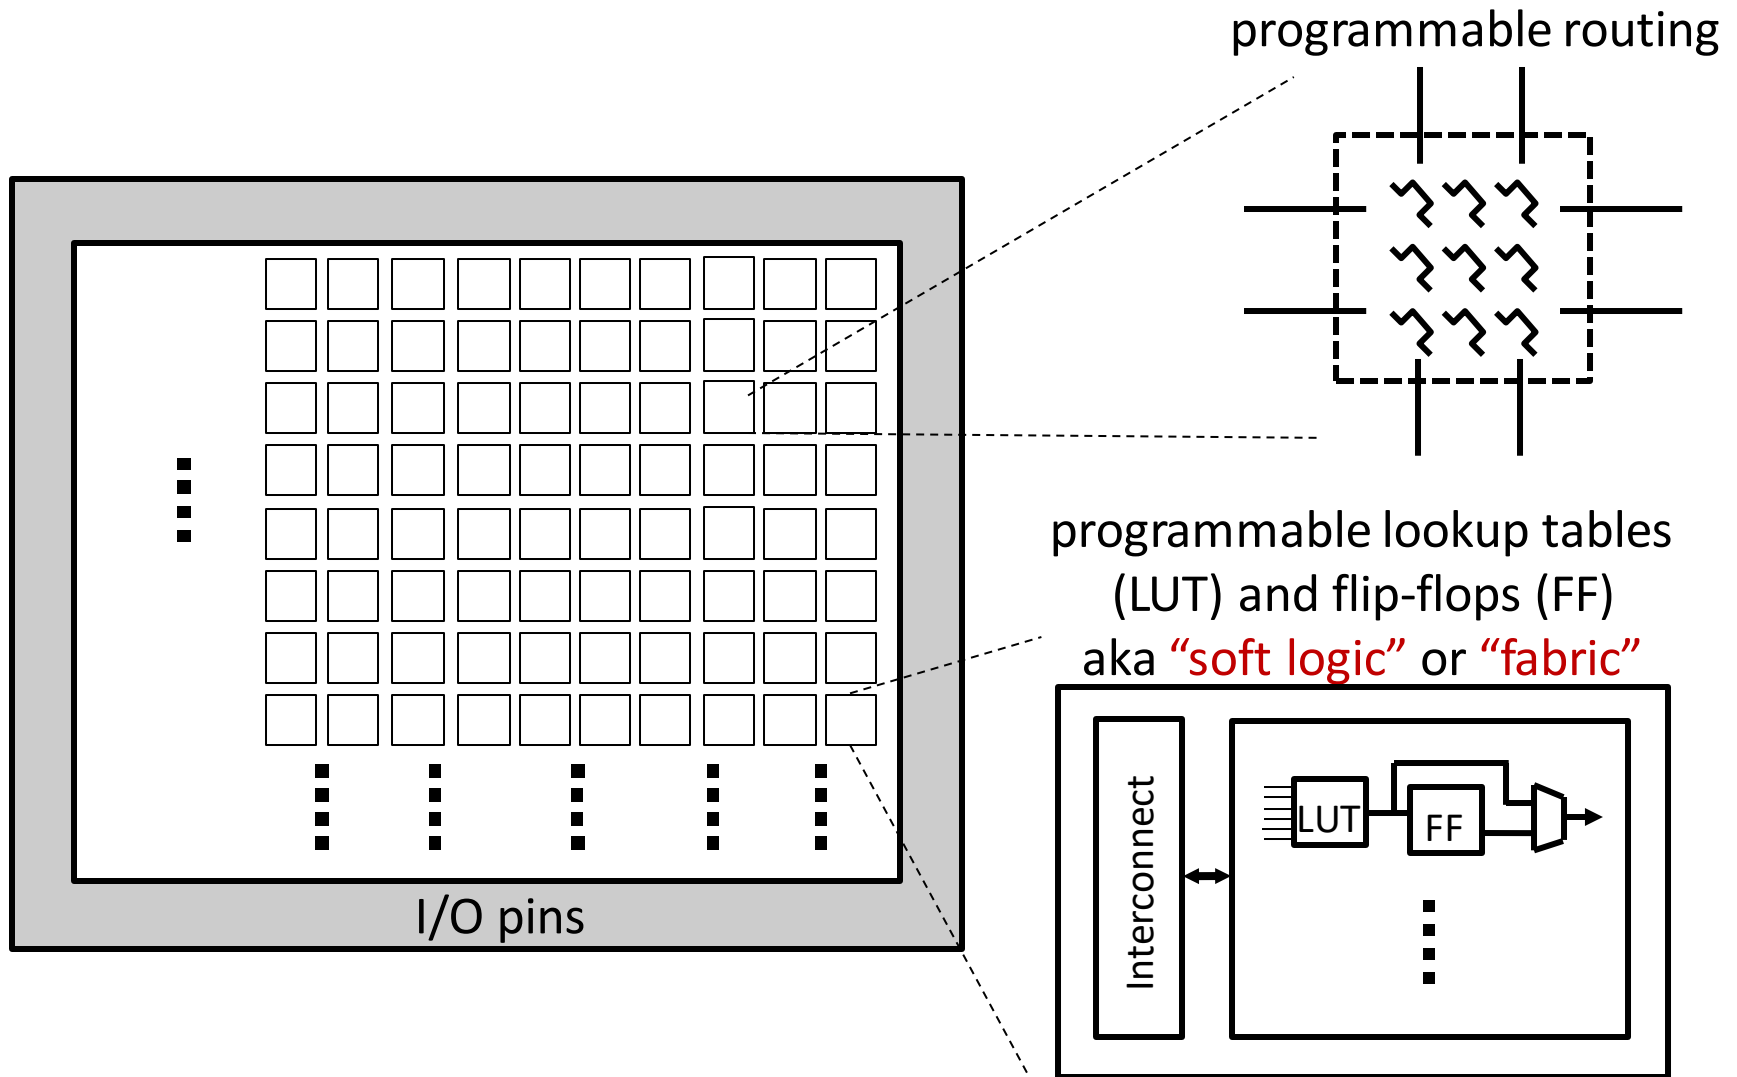 programmable routing
programmable lookup tables
(LUT) and flip-flops (FF)
aka “soft logic” or “fabric”
I/O pins
Interconnect
LUT
FF